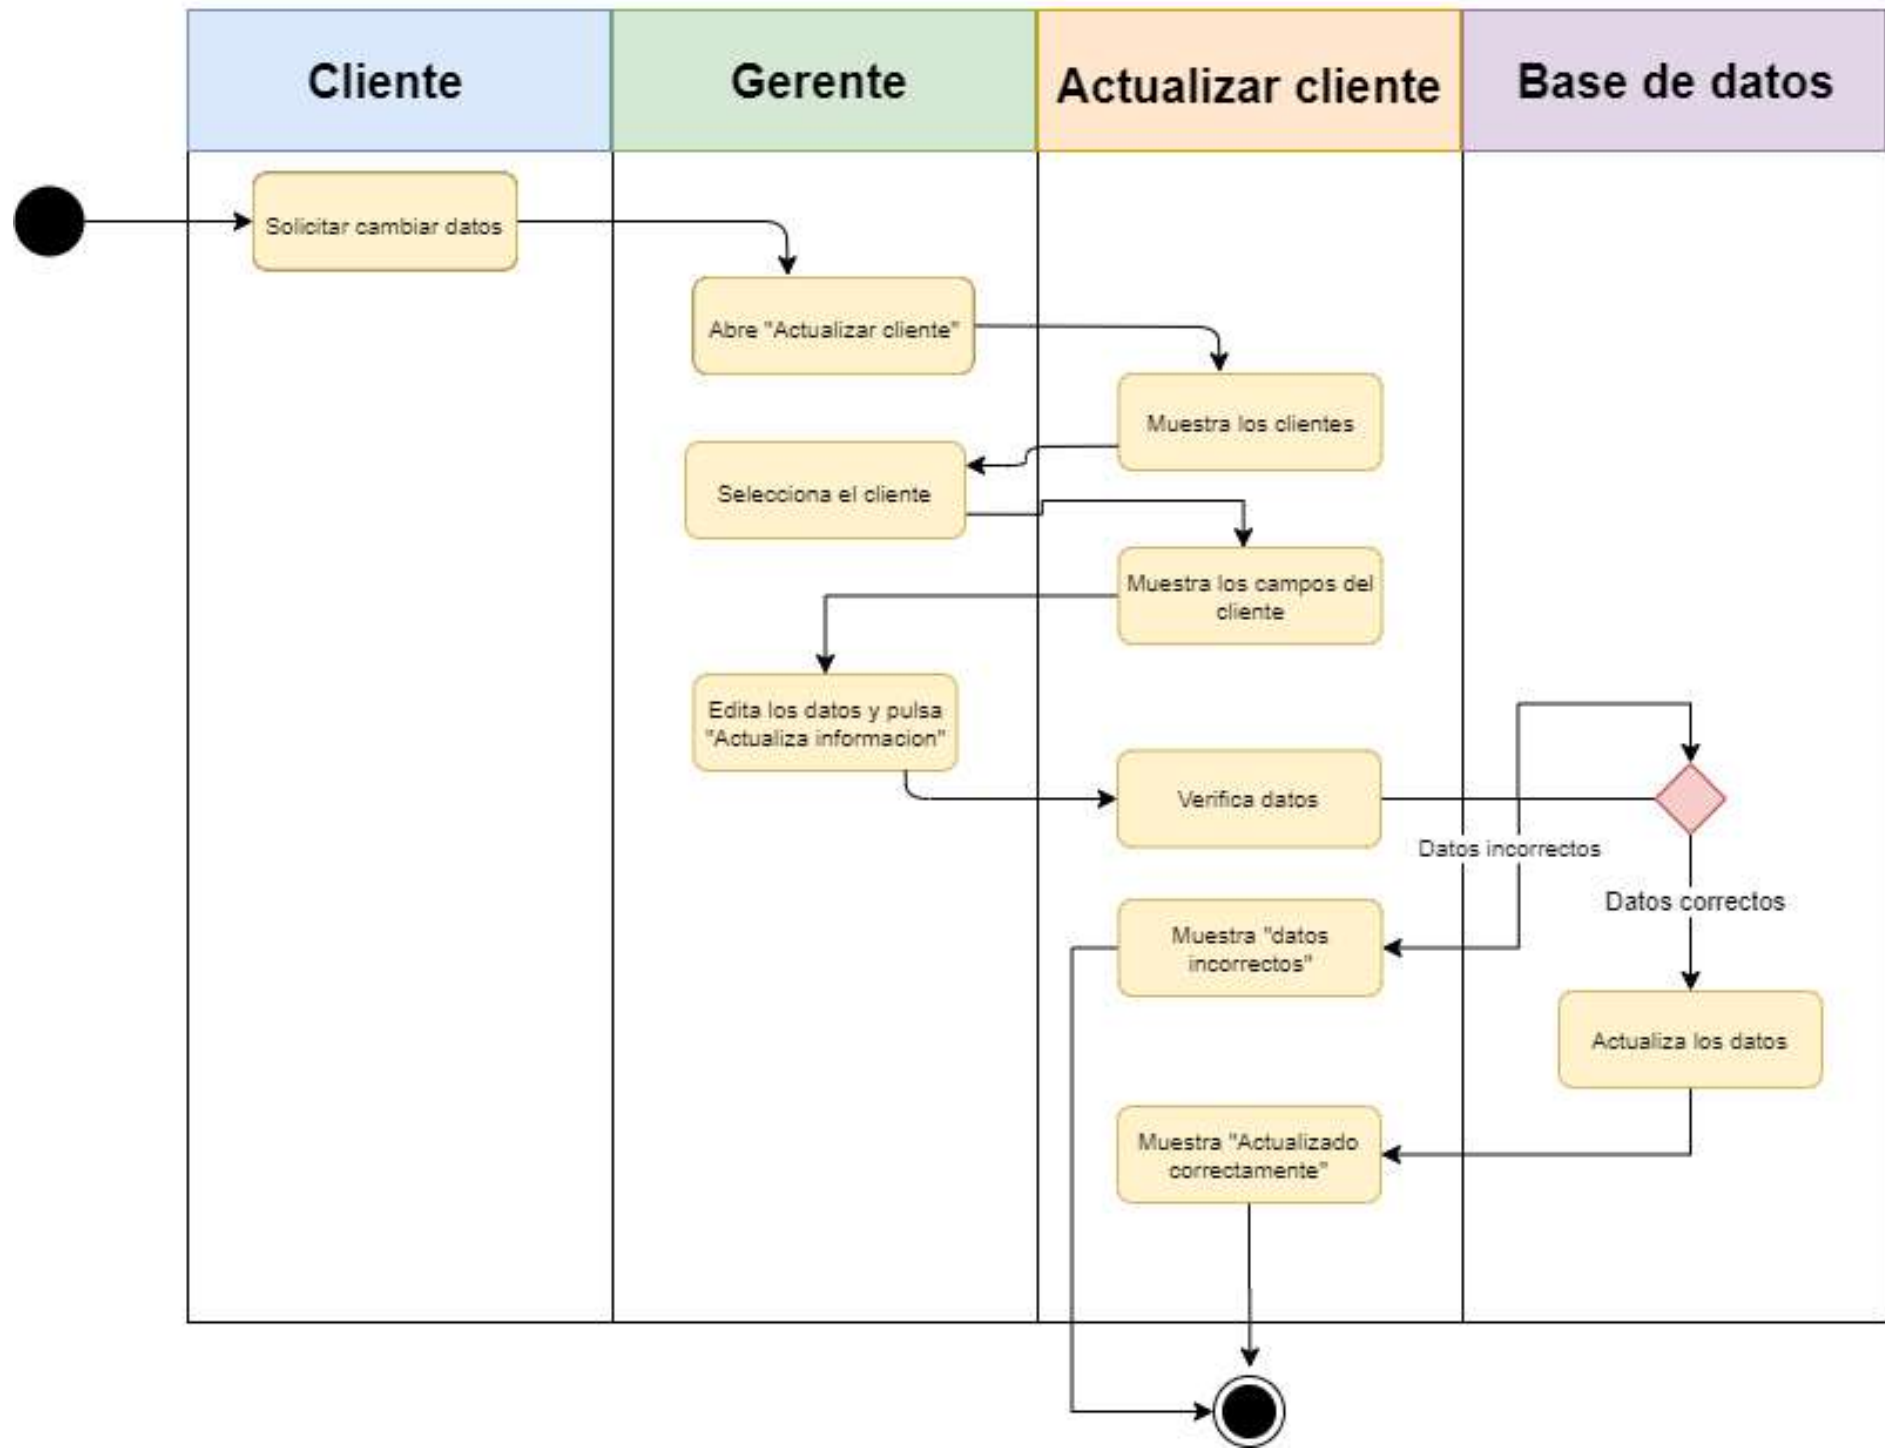 Cliente
Gerente
Actualizar cliente
Base de datos
Solicitar cambiar datos
Abre "Actualizar cliente"
Muestra los clientes
Selecciona el cliente
Muestra los campos del
cliente
Edita los datos y pulsa
"Actualiza informacion"
Verifica datos
Datos incorrectos
Datos correctos
Muestra "datos
incorrectos"
Actualiza los datos
Muestra "Actualizado
correctamente"